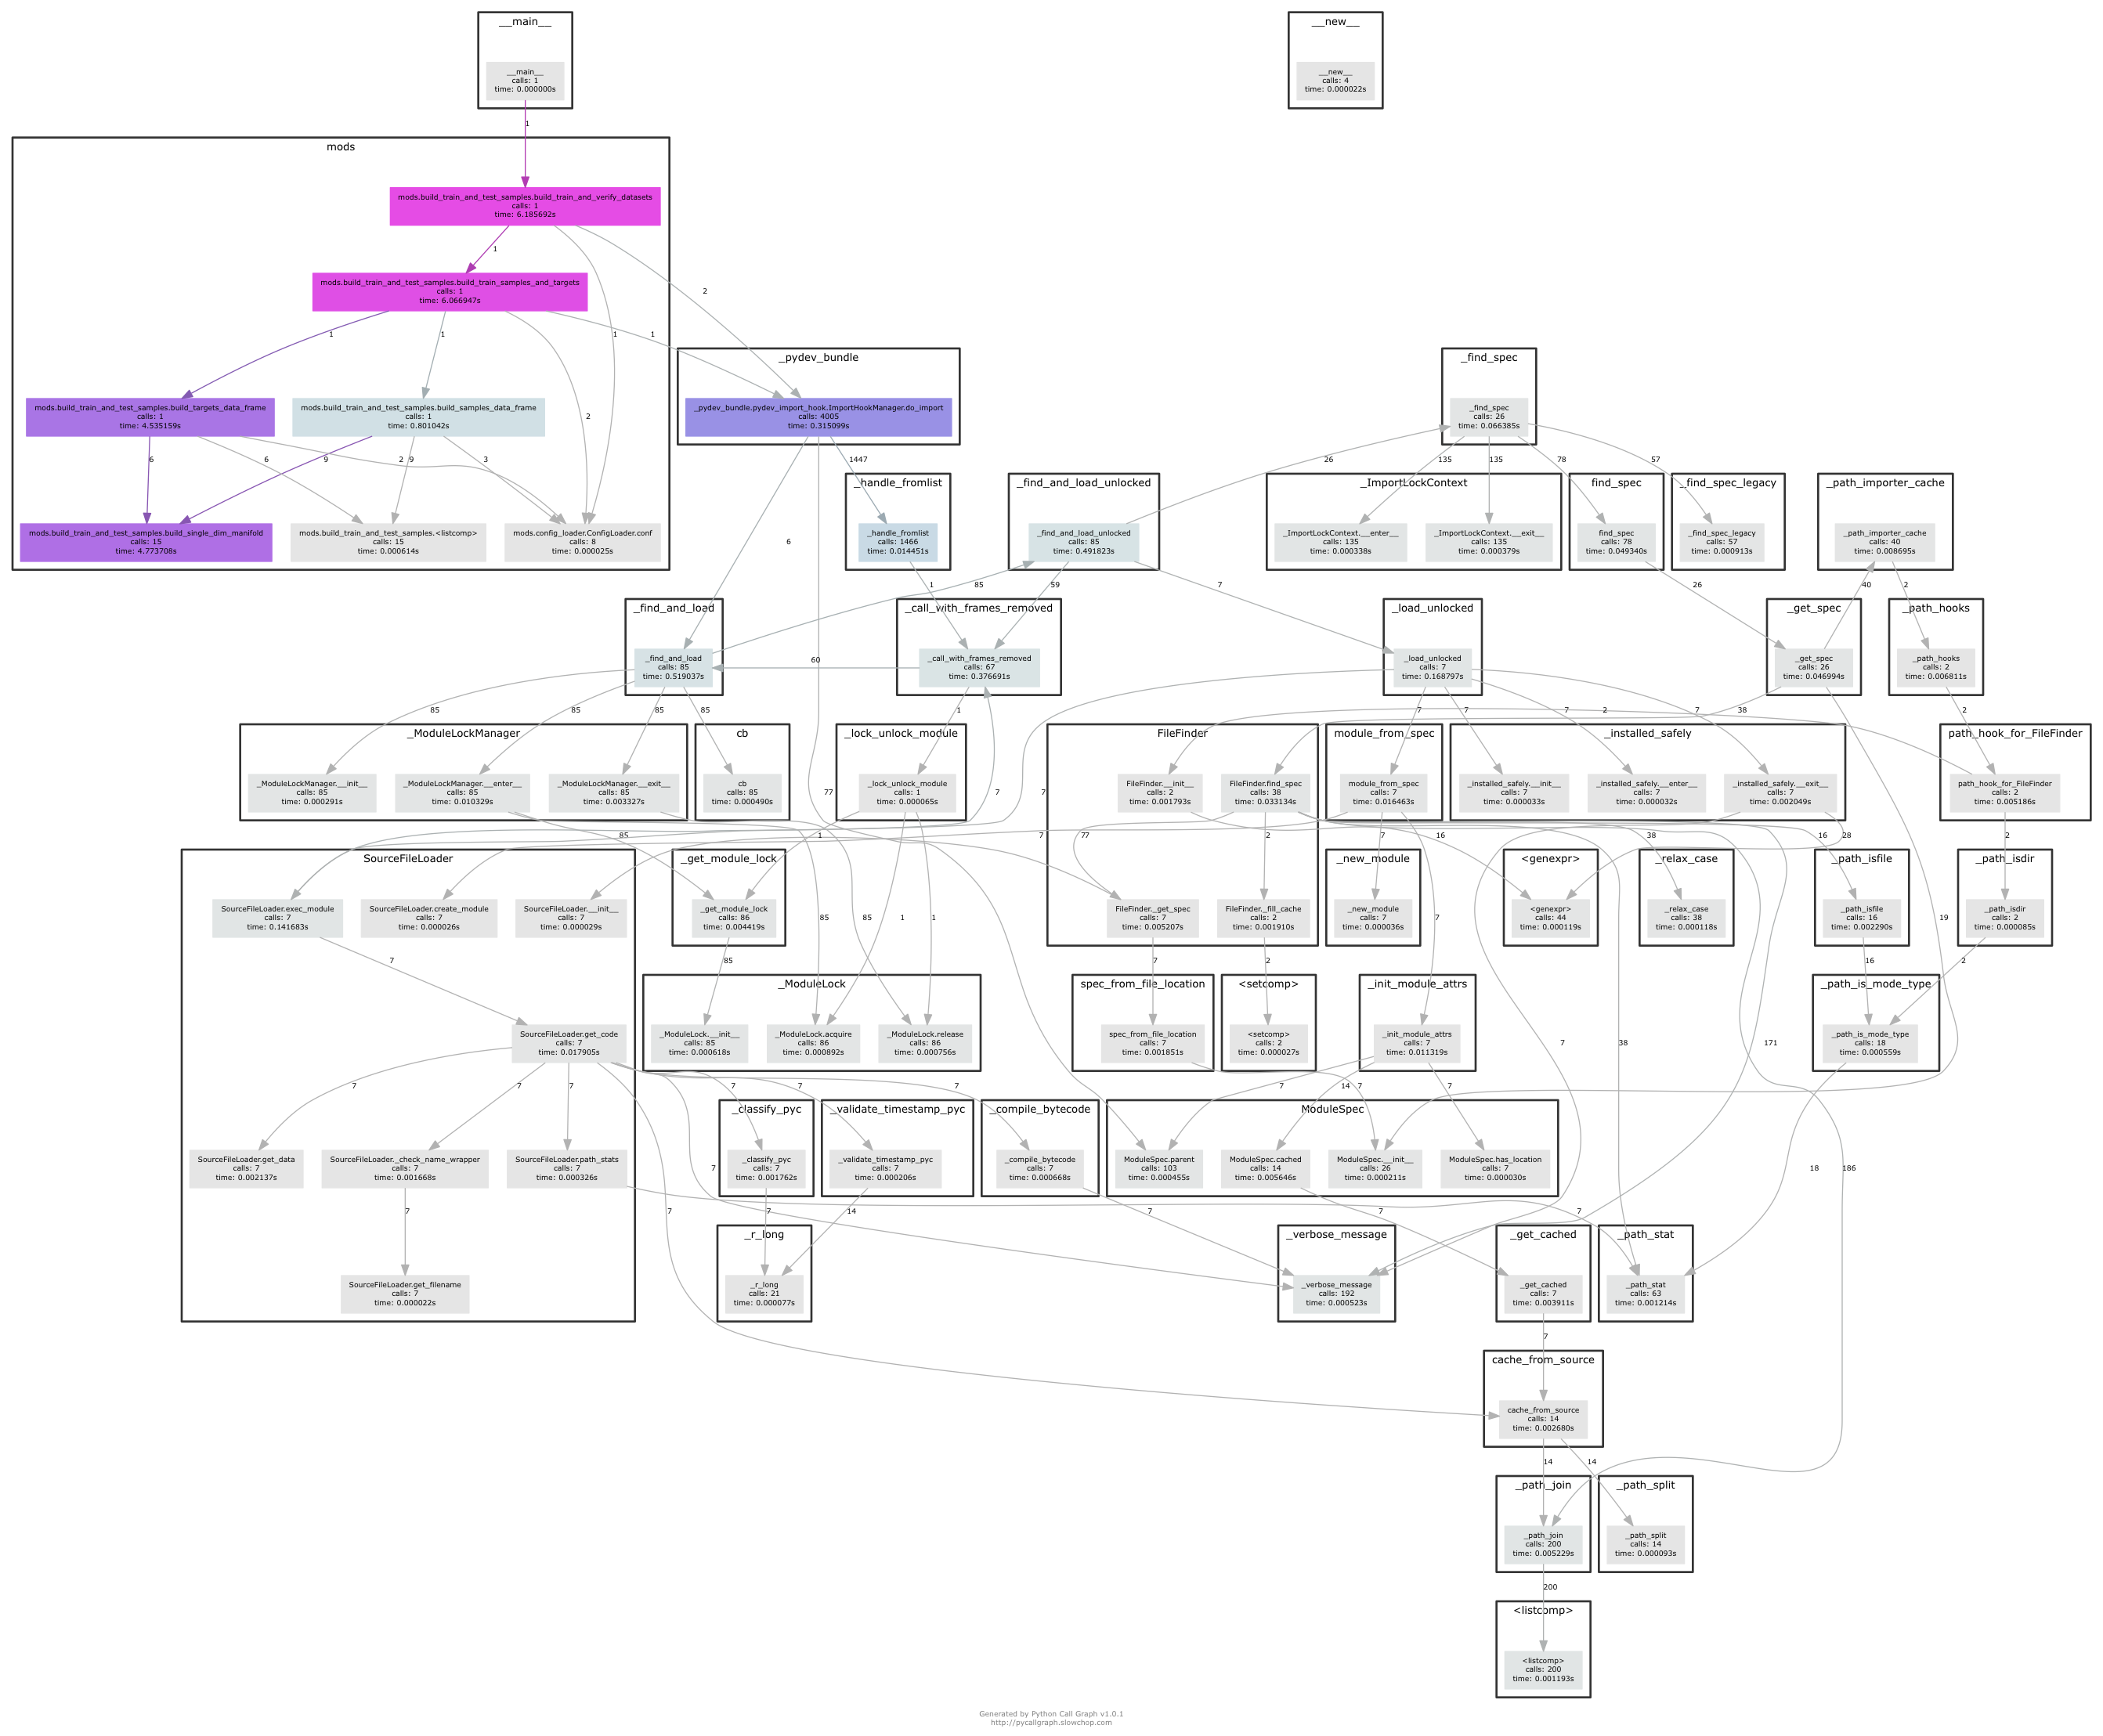 __main__
__main__
calls: 1
time: 0.000000s
__new__
__new__
calls: 4
time: 0.000022s
1
mods
mods.build_train_and_test_samples.build_train_and_verify_datasets
calls: 1
time: 6.185692s
1
2
1
mods.build_train_and_test_samples.build_train_samples_and_targets
calls: 1
time: 6.066947s
1
1
2
1
mods.build_train_and_test_samples.build_targets_data_frame
calls: 1
time: 4.535159s
mods.build_train_and_test_samples.build_samples_data_frame
calls: 1
time: 0.801042s
6
6
2
9
9
3
mods.build_train_and_test_samples.build_single_dim_manifold
calls: 15
time: 4.773708s
mods.build_train_and_test_samples.<listcomp>
calls: 15
time: 0.000614s
mods.config_loader.ConfigLoader.conf
calls: 8
time: 0.000025s
_pydev_bundle
_pydev_bundle.pydev_import_hook.ImportHookManager.do_import
calls: 4005
time: 0.315099s
6
77
1447
_find_spec
_find_spec
calls: 26
time: 0.066385s
26
135
135
78
57
_handle_fromlist
_handle_fromlist
calls: 1466
time: 0.014451s
1
_find_and_load_unlocked
_find_and_load_unlocked
calls: 85
time: 0.491823s
59
7
_ImportLockContext
_ImportLockContext.__enter__
calls: 135
time: 0.000338s
_ImportLockContext.__exit__
calls: 135
time: 0.000379s
find_spec
find_spec
calls: 78
time: 0.049340s
26
_find_spec_legacy
_find_spec_legacy
calls: 57
time: 0.000913s
_path_importer_cache
_path_importer_cache
calls: 40
time: 0.008695s
40
2
_find_and_load
_find_and_load
calls: 85
time: 0.519037s
85
85
85
85
85
_call_with_frames_removed
_call_with_frames_removed
calls: 67
time: 0.376691s
60
1
_load_unlocked
_load_unlocked
calls: 7
time: 0.168797s
7
7
7
7
7
_get_spec
_get_spec
calls: 26
time: 0.046994s
38
19
_path_hooks
_path_hooks
calls: 2
time: 0.006811s
2
_ModuleLockManager
_ModuleLockManager.__init__
calls: 85
time: 0.000291s
_ModuleLockManager.__enter__
calls: 85
time: 0.010329s
_ModuleLockManager.__exit__
calls: 85
time: 0.003327s
85
85
85
cb
cb
calls: 85
time: 0.000490s
_lock_unlock_module
_lock_unlock_module
calls: 1
time: 0.000065s
1
1
1
FileFinder
FileFinder.__init__
calls: 2
time: 0.001793s
FileFinder.find_spec
calls: 38
time: 0.033134s
77
2
16
38
38
16
171
186
FileFinder._get_spec
calls: 7
time: 0.005207s
FileFinder._fill_cache
calls: 2
time: 0.001910s
7
2
module_from_spec
module_from_spec
calls: 7
time: 0.016463s
7
7
7
_installed_safely
_installed_safely.__init__
calls: 7
time: 0.000033s
_installed_safely.__enter__
calls: 7
time: 0.000032s
_installed_safely.__exit__
calls: 7
time: 0.002049s
28
7
path_hook_for_FileFinder
path_hook_for_FileFinder
calls: 2
time: 0.005186s
2
2
SourceFileLoader
SourceFileLoader.exec_module
calls: 7
time: 0.141683s
SourceFileLoader.create_module
calls: 7
time: 0.000026s
SourceFileLoader.__init__
calls: 7
time: 0.000029s
7
7
SourceFileLoader.get_code
calls: 7
time: 0.017905s
7
7
7
7
7
7
7
7
SourceFileLoader.get_data
calls: 7
time: 0.002137s
SourceFileLoader._check_name_wrapper
calls: 7
time: 0.001668s
SourceFileLoader.path_stats
calls: 7
time: 0.000326s
7
7
SourceFileLoader.get_filename
calls: 7
time: 0.000022s
_get_module_lock
_get_module_lock
calls: 86
time: 0.004419s
85
_new_module
_new_module
calls: 7
time: 0.000036s
<genexpr>
<genexpr>
calls: 44
time: 0.000119s
_relax_case
_relax_case
calls: 38
time: 0.000118s
_path_isfile
_path_isfile
calls: 16
time: 0.002290s
16
_path_isdir
_path_isdir
calls: 2
time: 0.000085s
2
_ModuleLock
_ModuleLock.__init__
calls: 85
time: 0.000618s
_ModuleLock.acquire
calls: 86
time: 0.000892s
_ModuleLock.release
calls: 86
time: 0.000756s
spec_from_file_location
spec_from_file_location
calls: 7
time: 0.001851s
7
<setcomp>
<setcomp>
calls: 2
time: 0.000027s
_init_module_attrs
_init_module_attrs
calls: 7
time: 0.011319s
7
14
7
_path_is_mode_type
_path_is_mode_type
calls: 18
time: 0.000559s
18
_classify_pyc
_classify_pyc
calls: 7
time: 0.001762s
7
_validate_timestamp_pyc
_validate_timestamp_pyc
calls: 7
time: 0.000206s
14
_compile_bytecode
_compile_bytecode
calls: 7
time: 0.000668s
7
ModuleSpec
ModuleSpec.parent
calls: 103
time: 0.000455s
ModuleSpec.cached
calls: 14
time: 0.005646s
ModuleSpec.__init__
calls: 26
time: 0.000211s
ModuleSpec.has_location
calls: 7
time: 0.000030s
7
_r_long
_r_long
calls: 21
time: 0.000077s
_verbose_message
_verbose_message
calls: 192
time: 0.000523s
_get_cached
_get_cached
calls: 7
time: 0.003911s
7
_path_stat
_path_stat
calls: 63
time: 0.001214s
cache_from_source
cache_from_source
calls: 14
time: 0.002680s
14
14
_path_join
_path_join
calls: 200
time: 0.005229s
200
_path_split
_path_split
calls: 14
time: 0.000093s
<listcomp>
<listcomp>
calls: 200
time: 0.001193s
Generated by Python Call Graph v1.0.1
http://pycallgraph.slowchop.com